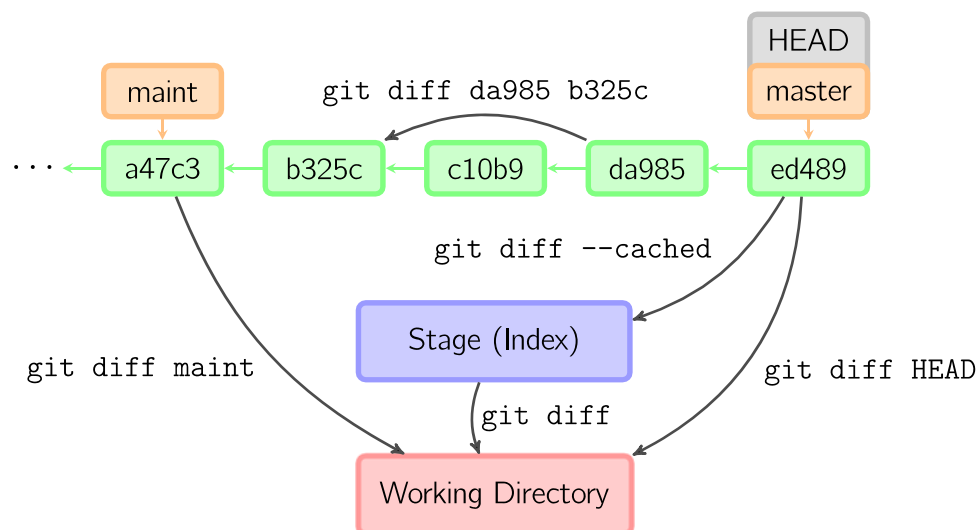 HEAD
maint
git diff da985 b325c
master
...
a47c3
b325c
c10b9
da985
ed489
git diff --cached
Stage (Index)
git diff maint
git diff HEAD
git diff
Working Directory